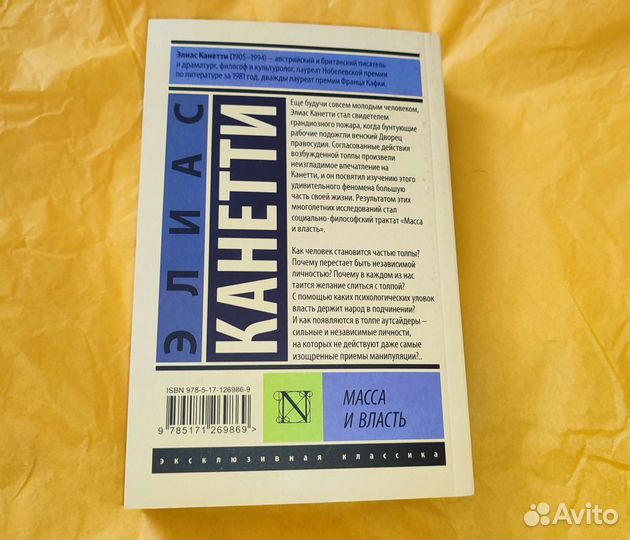 Элиас Канетти (1905–1994) – австрийский и британский писатель
и драматург, философ и культуролог, лауреат Нобелевской премии
по литературе за 1981 год, дважды лауреат премии Франца Кафки.
ЭЛИАС
КАНЕТТИ
Еще будучи совсем молодым человеком,
Элиас Канетти стал свидетелем
грандиозного пожара, когда бунтующие
рабочие подожгли венский Дворец
правосудия. Согласованные действия
возбужденной толпы произвели
неизгладимое впечатление на
Канетти, и он посвятил изучению этого
удивительного феномена большую
часть своей жизни. Результатом этих
многолетних исследований стал
социально-философский трактат «Масса
и власть».
Как человек становится частью толпы?
Почему перестает быть независимой
личностью? Почему в каждом из нас
таится желание слиться с толпой?
С помощью каких психологических уловок
власть держит народ в подчинении?
И как появляются в толпе аутсайдеры –
сильные и независимые личности,
на которых не действуют даже самые
изощренные приемы манипуляции?..
ISBN 978-5-17-126986-9
9 785171 269869 >
N
МАССА
И ВЛАСТЬ
эксклюзивная классика
Avito